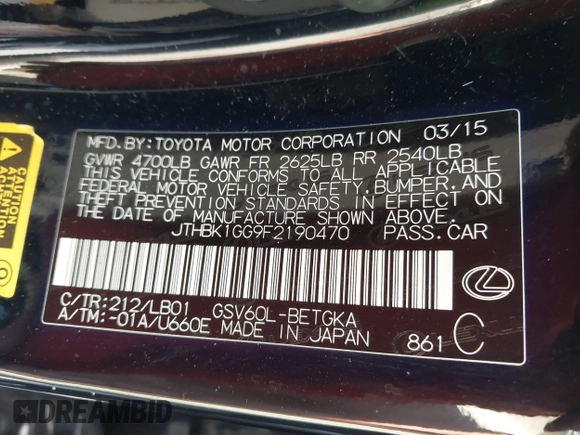 MFD.BY:TOYOTA MOTOR CORPORATION 03/15
GVWR 4700LB GAWR FR 2625LB RR 2540LB
THIS VEHICLE CONFORMS TO ALL APPLICABLE
FEDERAL MOTOR VEHICLE SAFETY, BUMPER, AND
THEFT PREVENTION STANDARDS IN EFFECT ON
THE DATE OF MANUFACTURE SHOWN ABOVE.
JTHBK1GG9F2190470 PASS.CAR
C/TR:212/LB01 GSV60L-BETGKA
A/TM:-01A/U660E MADE IN JAPAN 861 C
CAUTION
ATTENTION
DREAMBID